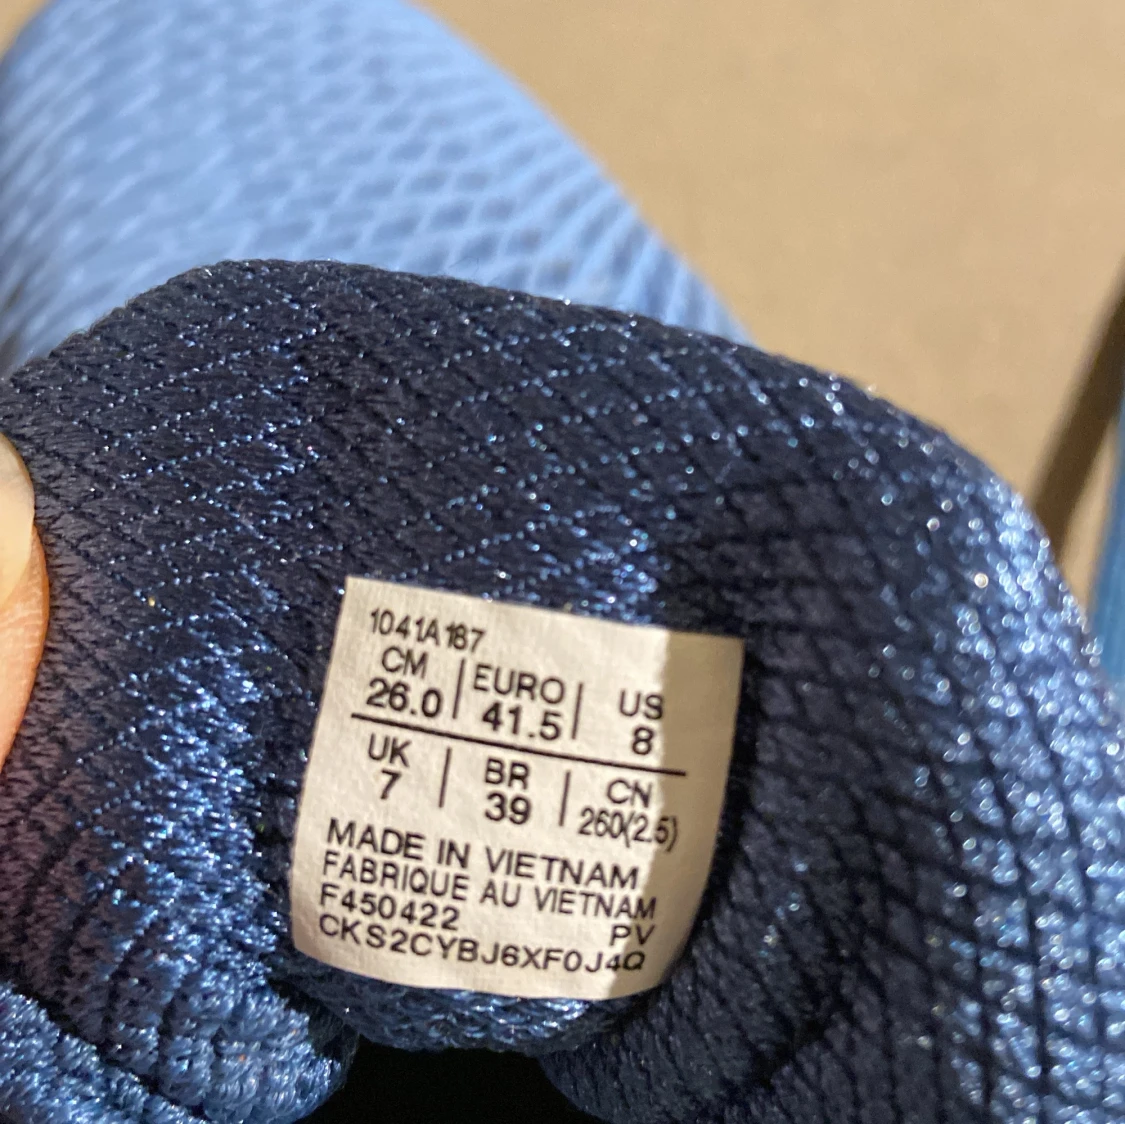 1041A187
CM | EURO | US
26.0 | 41.5 | 8
UK | BR | CN
7 | 39 | 260(2.5)
MADE IN VIETNAM
FABRIQUE AU VIETNAM
F450422 PV
CKS2CYBJ6XF0J4Q